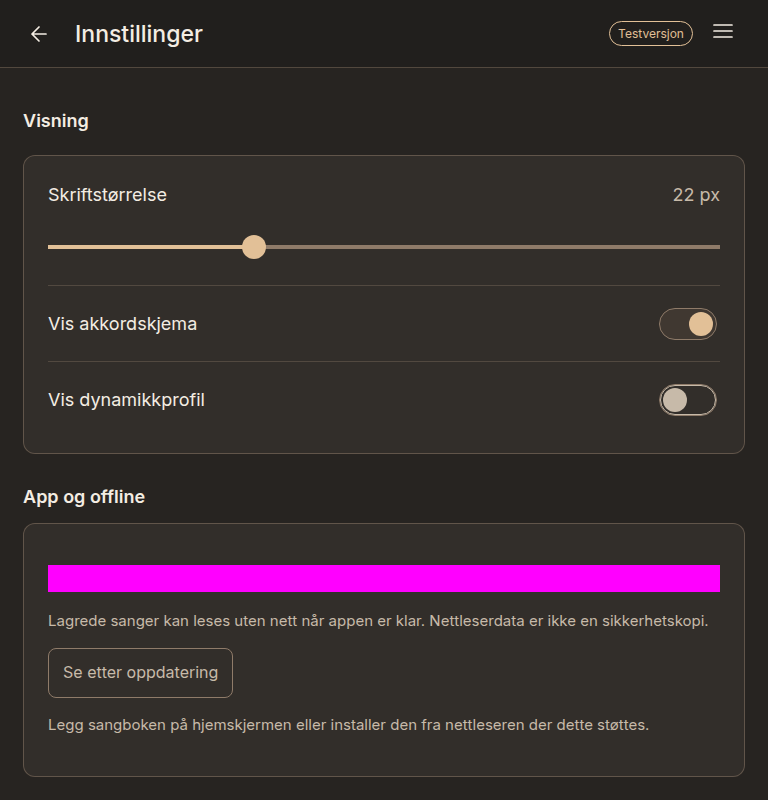 Innstillinger
Testversjon
Visning
Skriftstørrelse
22 px
Vis akkordskjema
Vis dynamikkprofil
App og offline
Lagrede sanger kan leses uten nett når appen er klar. Nettleserdata er ikke en sikkerhetskopi.
Se etter oppdatering
Legg sangboken på hjemskjermen eller installer den fra nettleseren der dette støttes.